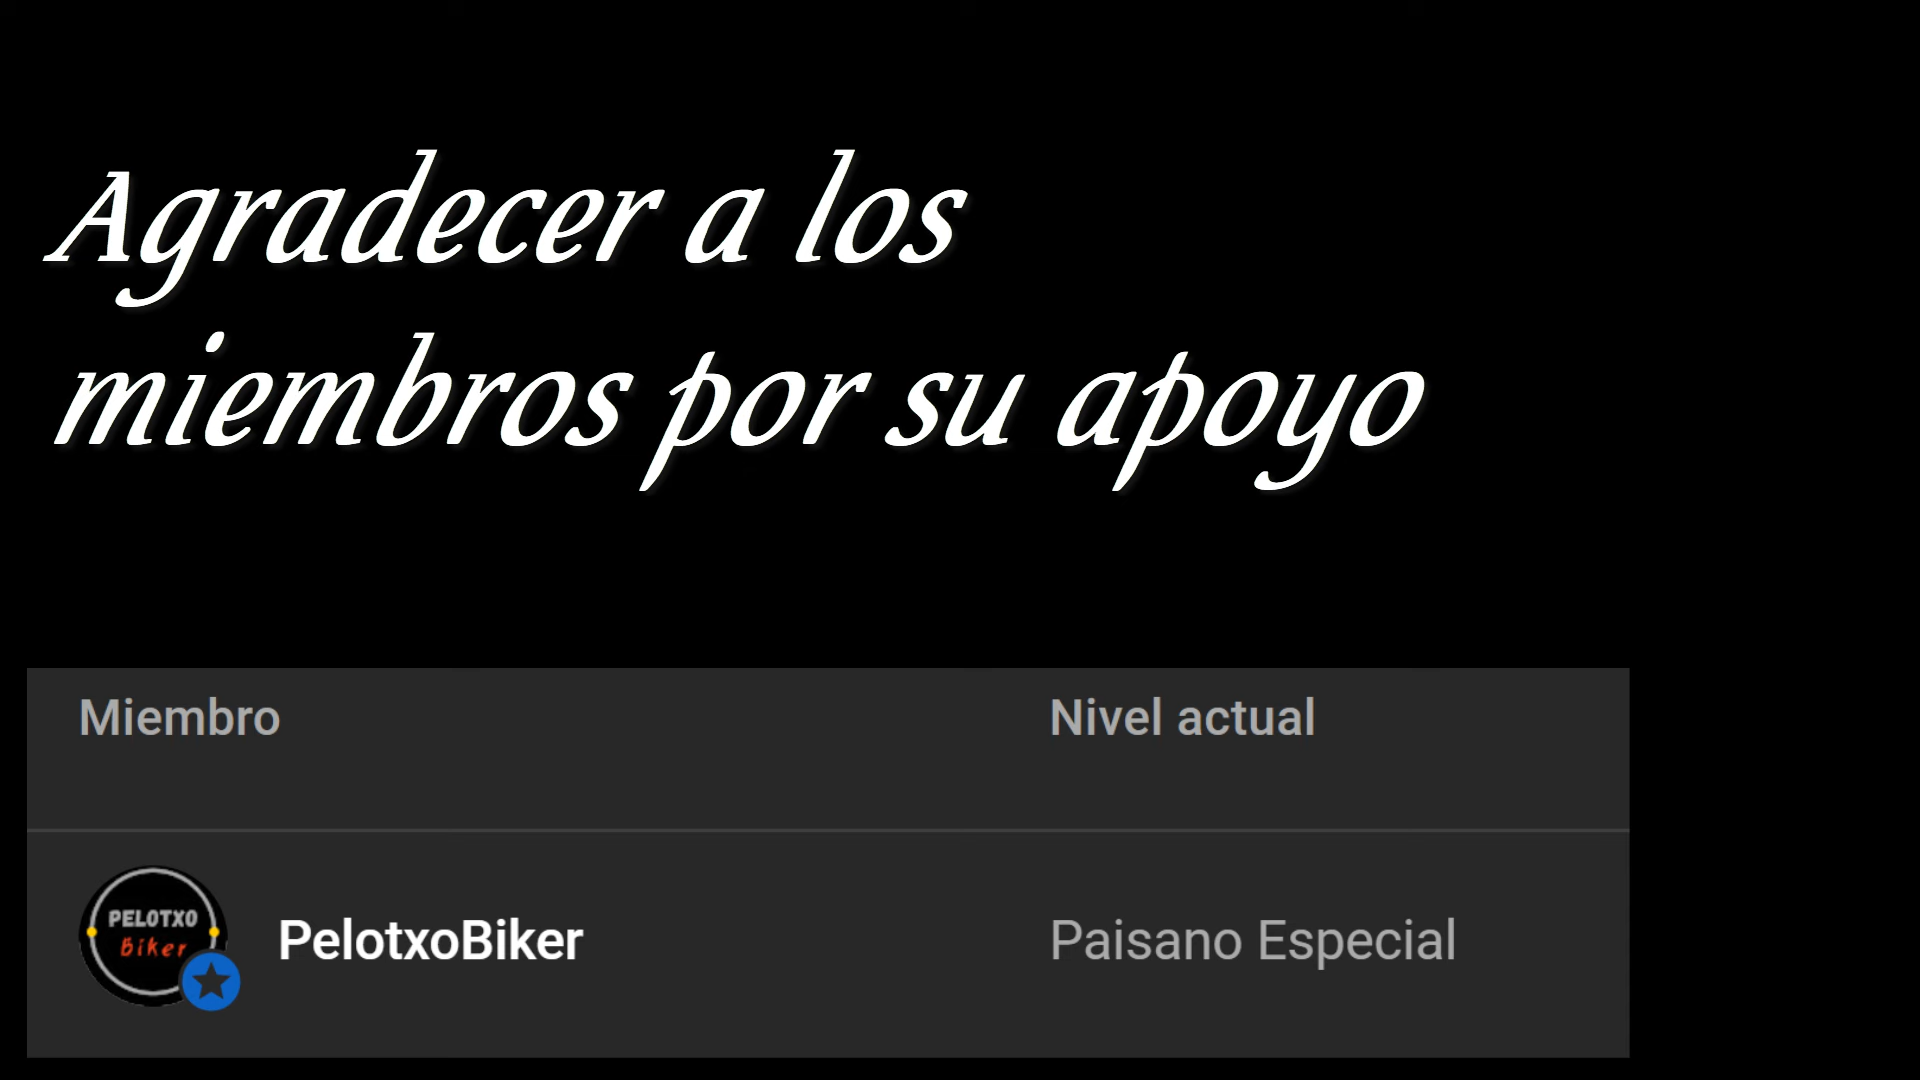 Agradecer a los
miembros por su apoyo
Miembro Nivel actual
PELOTXO
Biker
PelotxoBiker Paisano Especial